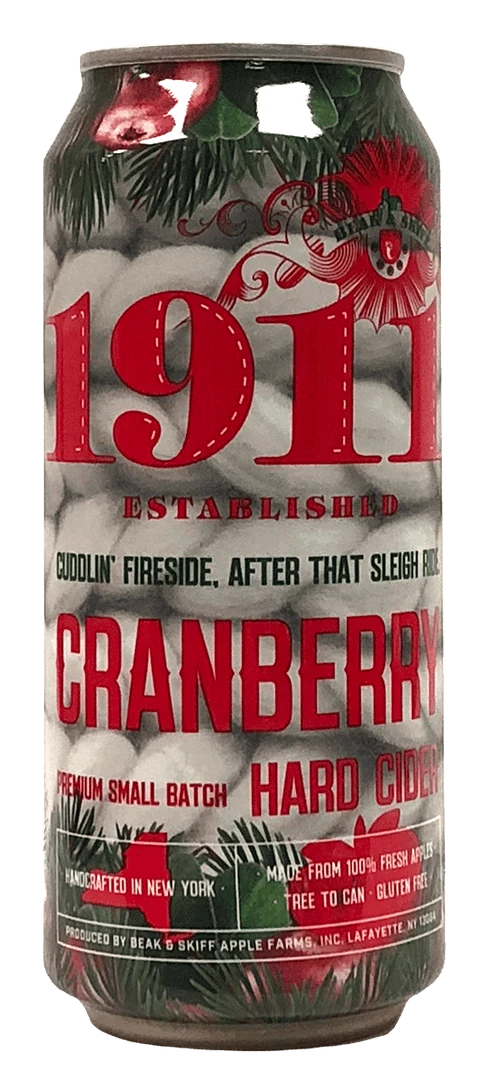 BEAK & SKIFF
1911
ESTABLISHED
CUDDLIN' FIRESIDE, AFTER THAT SLEIGH RIDE
CRANBERRY
PREMIUM SMALL BATCH HARD CIDER
HANDCRAFTED IN NEW YORK
MADE FROM 100% FRESH APPLES
TREE TO CAN · GLUTEN FREE
PRODUCED BY BEAK & SKIFF APPLE FARMS, INC. LAFAYETTE, NY 13084